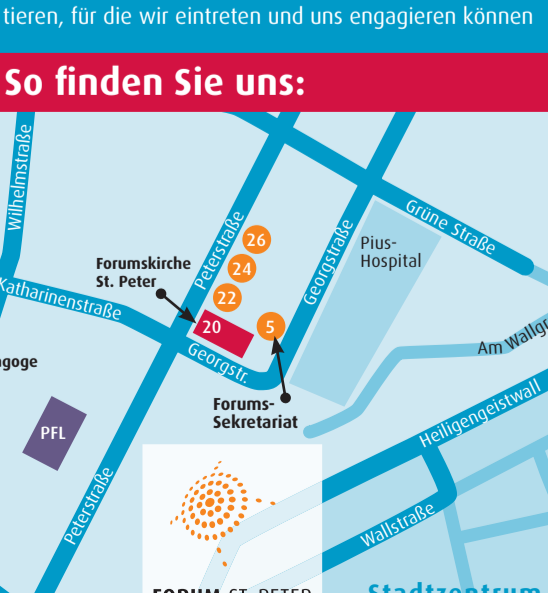 tieren, für die wir eintreten und uns engagieren können
So finden Sie uns:
Wilhelmstraße
Grüne Straße
Peterstraße
Georgstraße
26
Pius-
Hospital
24
Forumskirche
St. Peter
22
Katharinenstraße
20
5
Georgstr.
Am Wallgr
agoge
Forums-
Sekretariat
PFL
Heiligengeistwall
Peterstraße
Wallstraße
FORUM ST. PETER
Stadtzentrum